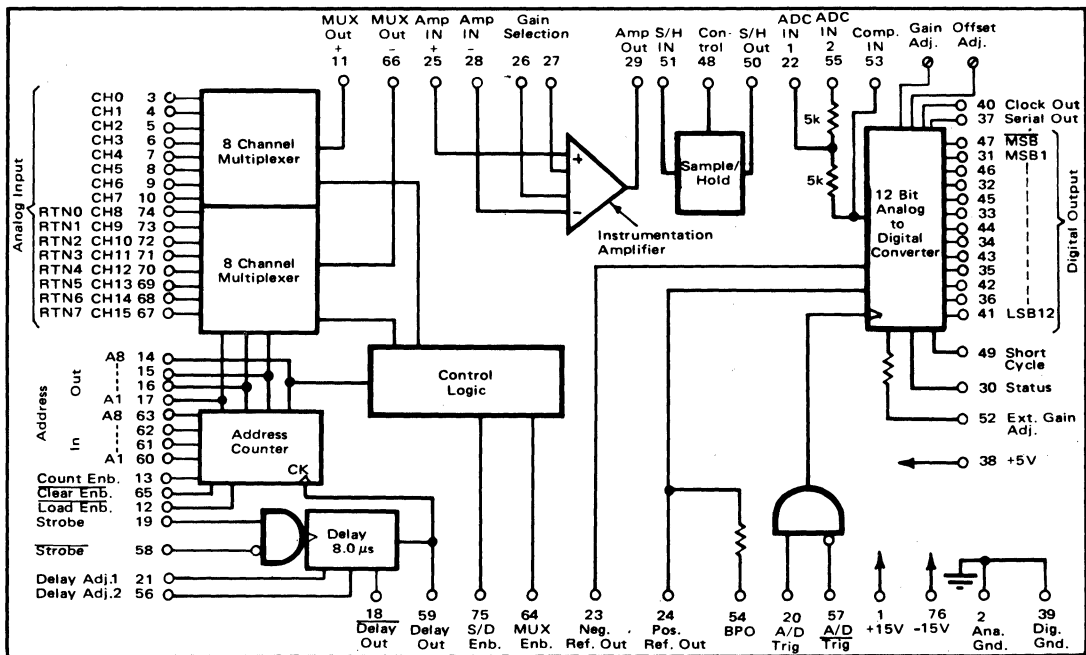 MUX Out + 11
MUX Out - 66
Amp IN + 25
Amp IN - 28
Gain Selection 26 27
Amp Out 29
S/H IN 51
Con- trol 48
S/H Out 50
ADC IN 1 22
ADC IN 2 55
Comp. IN 53
Gain Adj.
Offset Adj.
Analog Input
CH0 3
CH1 4
CH2 5
CH3 6
CH4 7
CH5 8
CH6 9
CH7 10
RTN0 CH8 74
RTN1 CH9 73
RTN2 CH10 72
RTN3 CH11 71
RTN4 CH12 70
RTN5 CH13 69
RTN6 CH14 68
RTN7 CH15 67
8 Channel Multiplexer
8 Channel Multiplexer
+
−
Instrumentation Amplifier
Sample/ Hold
5k
5k
12 Bit Analog to Digital Converter
40 Clock Out
37 Serial Out
47 MSB
31 MSB1
46
32
45
33
44
34
43
35
42
36
41 LSB12
Digital Output
49 Short Cycle
30 Status
52 Ext. Gain Adj.
38 +5V
Address
Out
A8 14
15
16
A1 17
In
A8 63
62
61
A1 60
Address Counter
CK
Control Logic
Count Enb. 13
Clear Enb. 65
Load Enb. 12
Strobe 19
Strobe 58
Delay 8.0 μs
Delay Adj.1 21
Delay Adj.2 56
18 Delay Out
59 Delay Out
75 S/D Enb.
64 MUX Enb.
23 Neg. Ref. Out
24 Pos. Ref. Out
54 BPO
20 A/D Trig
57 A/D Trig
1 +15V
76 -15V
2 Ana. Gnd.
39 Dig. Gnd.